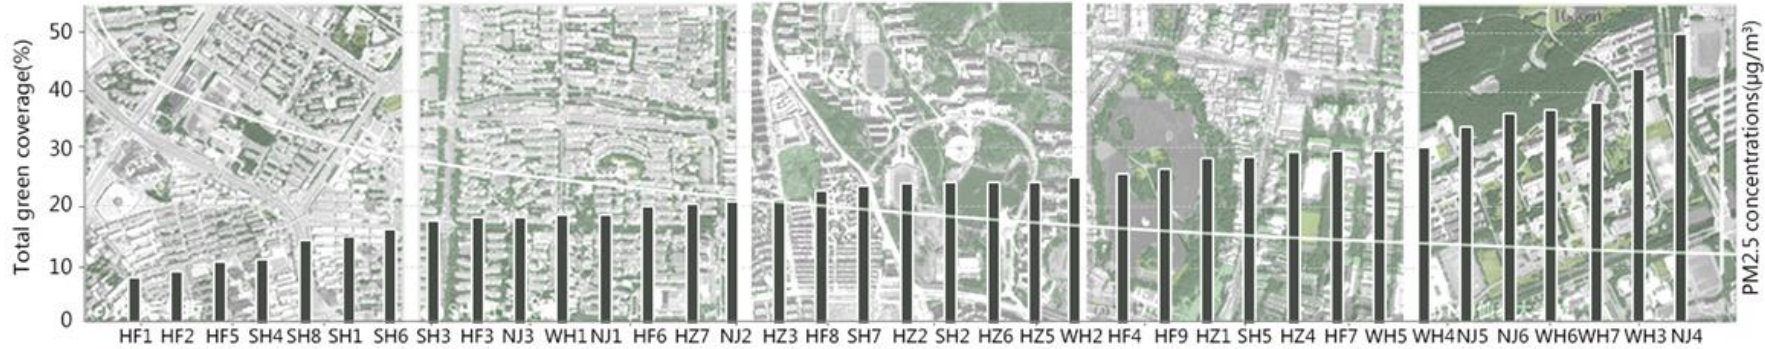 Total green coverage(%)
50
40
30
20
10
0
HF1 HF2 HF5 SH4 SH8 SH1 SH6 SH3 HF3 NJ3 WH1 NJ1 HF6 HZ7 NJ2 HZ3 HF8 SH7 HZ2 SH2 HZ6 HZ5 WH2 HF4 HF9 HZ1 SH5 HZ4 HF7 WH5 WH4 NJ5 NJ6 WH6 WH7 WH3 NJ4
PM2.5 concentrations(μg/m³)